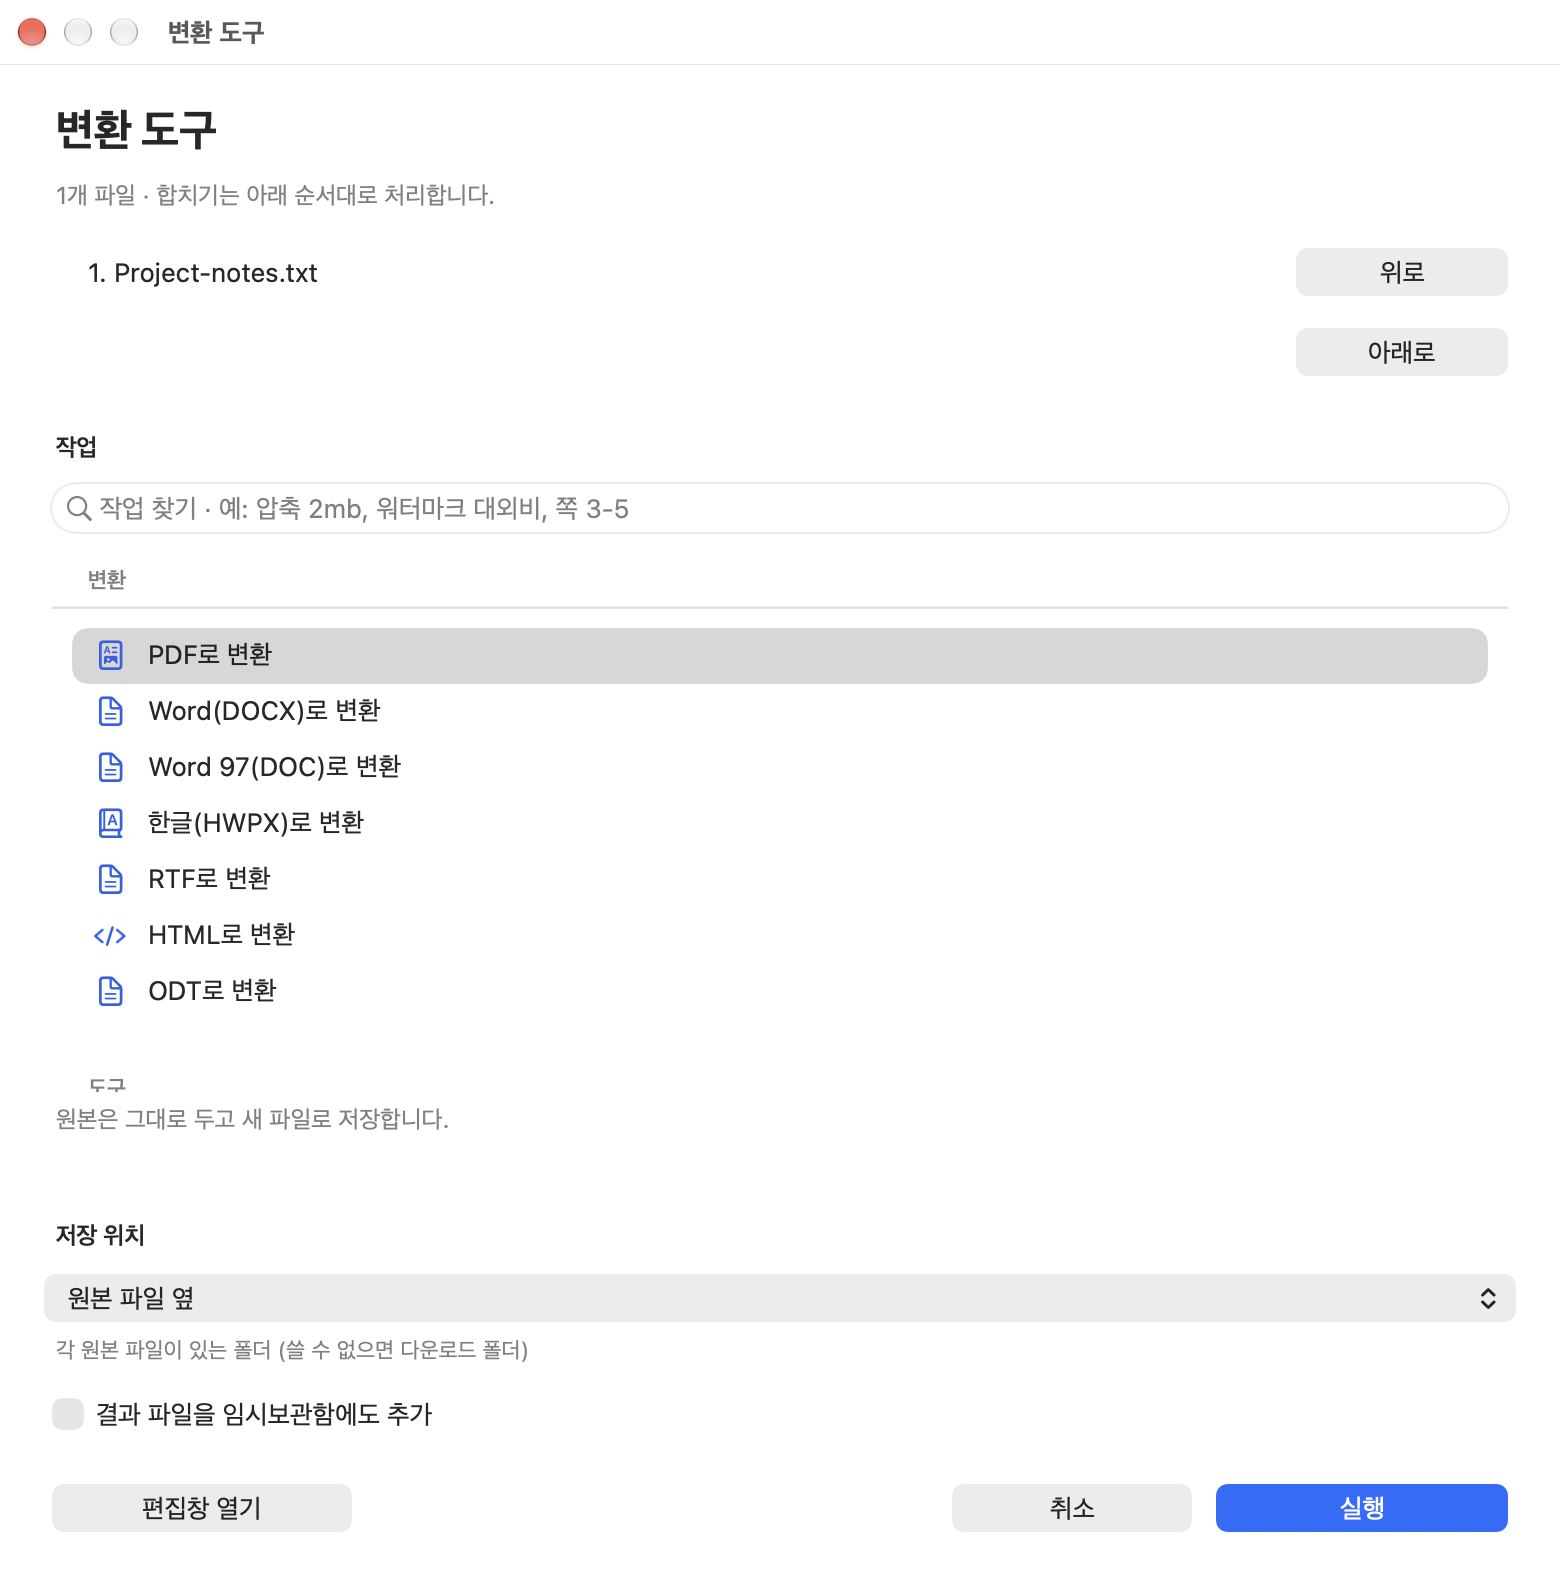 변환 도구
변환 도구
1개 파일 · 합치기는 아래 순서대로 처리합니다.
1. Project-notes.txt
위로
아래로
작업
작업 찾기 · 예: 압축 2mb, 워터마크 대외비, 쪽 3-5
변환
PDF로 변환
Word(DOCX)로 변환
Word 97(DOC)로 변환
한글(HWPX)로 변환
RTF로 변환
HTML로 변환
ODT로 변환
도구
원본은 그대로 두고 새 파일로 저장합니다.
저장 위치
원본 파일 옆
각 원본 파일이 있는 폴더 (쓸 수 없으면 다운로드 폴더)
결과 파일을 임시보관함에도 추가
편집창 열기
취소
실행